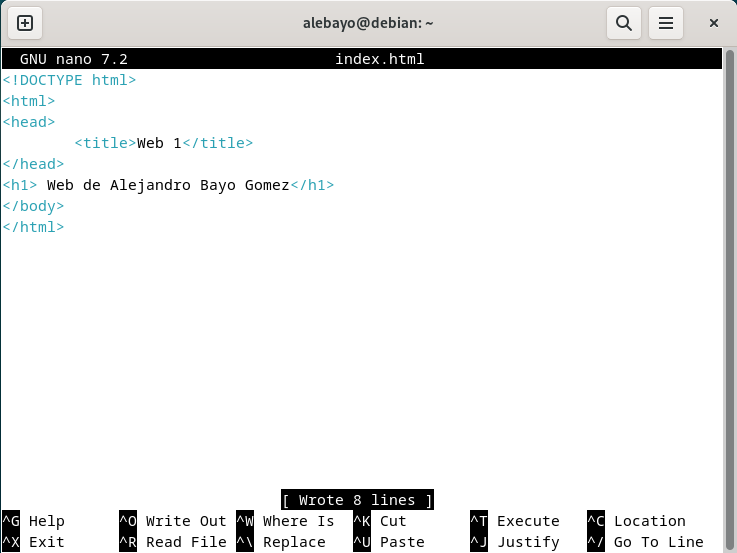 alebayo@debian: ~
GNU nano 7.2 index.html
<!DOCTYPE html>
<html>
<head>
<title>Web 1</title>
</head>
<h1> Web de Alejandro Bayo Gomez</h1>
</body>
</html>
[ Wrote 8 lines ]
^G Help ^O Write Out ^W Where Is ^K Cut ^T Execute ^C Location
^X Exit ^R Read File ^\ Replace ^U Paste ^J Justify ^/ Go To Line